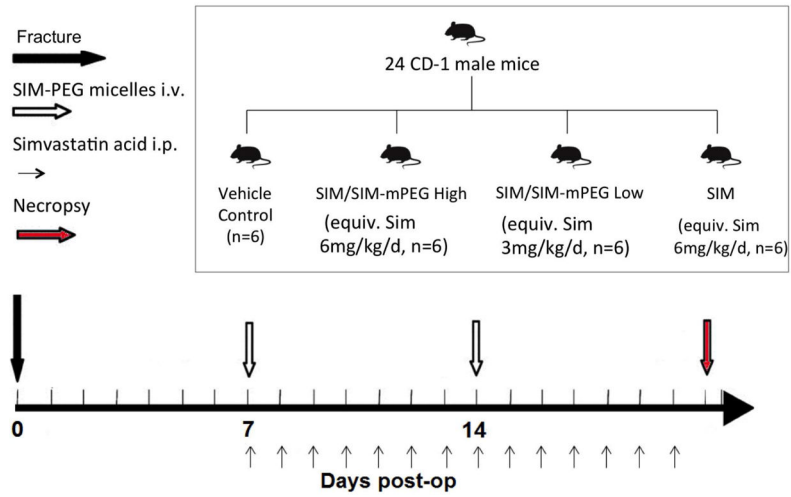 Fracture
SIM-PEG micelles i.v.
Simvastatin acid i.p.
Necropsy
24 CD-1 male mice
Vehicle
Control
(n=6)
SIM/SIM-mPEG High
(equiv. Sim
6mg/kg/d, n=6)
SIM/SIM-mPEG Low
(equiv. Sim
3mg/kg/d, n=6)
SIM
(equiv. Sim
6mg/kg/d, n=6)
0
7
14
Days post-op